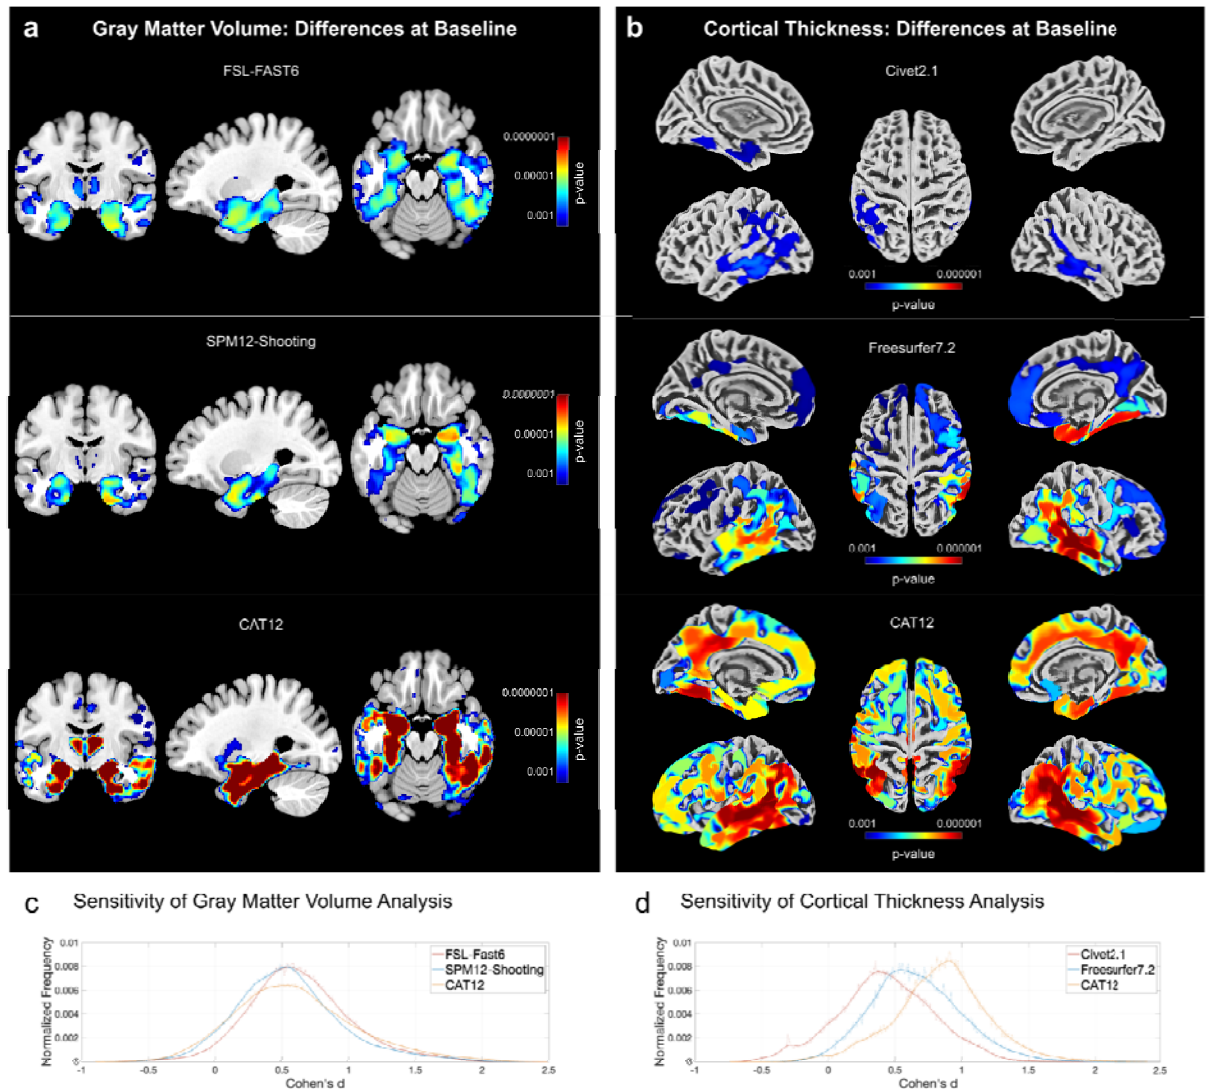 a Gray Matter Volume: Differences at Baseline
FSL-FAST6
0.0000001
0.00001
0.001
p-value
SPM12-Shooting
0.0000001
0.00001
0.001
p-value
CAT12
0.0000001
0.00001
0.001
p-value
b Cortical Thickness: Differences at Baseline
Civet2.1
0.001 0.000001
p-value
Freesurfer7.2
0.001 0.000001
p-value
CAT12
0.001 0.000001
p-value
c Sensitivity of Gray Matter Volume Analysis
Normalized Frequency
0.01
0.008
0.006
0.004
0.002
0
-1 -0.5 0 0.5 1 1.5 2 2.5
Cohen's d
FSL-Fast6
SPM12-Shooting
CAT12
d Sensitivity of Cortical Thickness Analysis
Normalized Frequency
0.01
0.008
0.006
0.004
0.002
0
-1 -0.5 0 0.5 1 1.5 2 2.5
Cohen's d
Civet2.1
Freesurfer7.2
CAT12